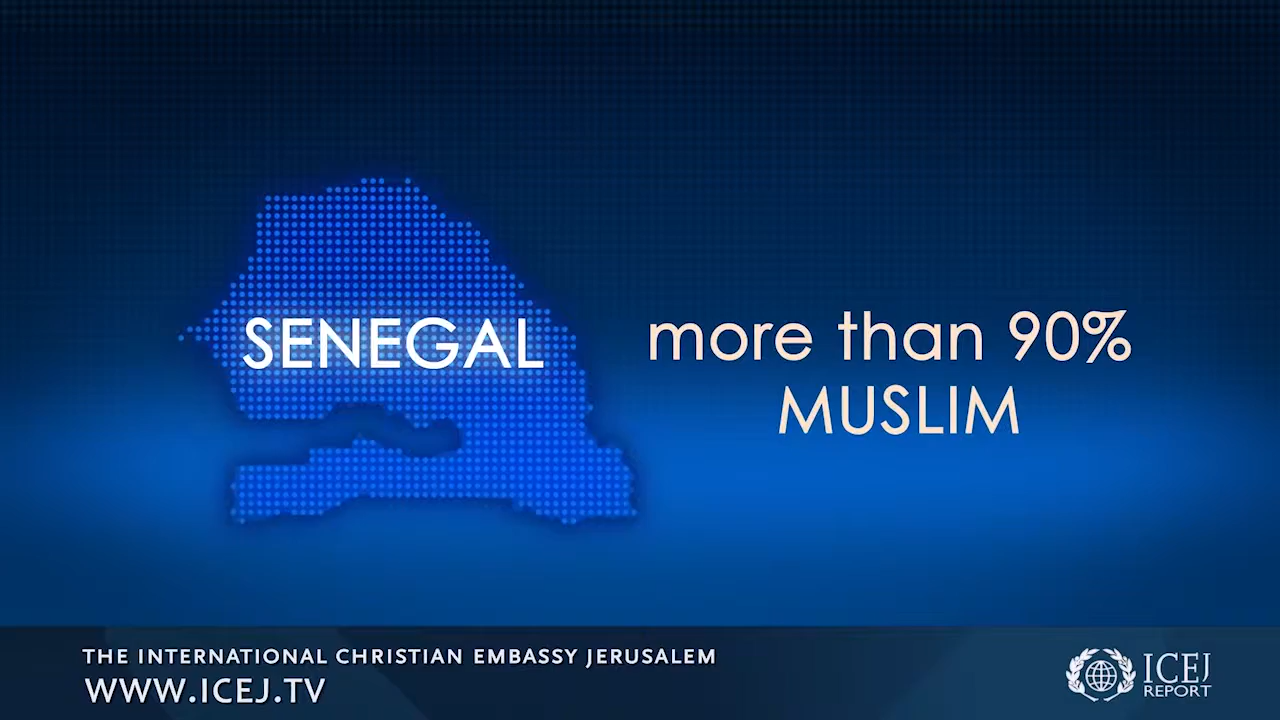 SENEGAL
more than 90%
MUSLIM
THE INTERNATIONAL CHRISTIAN EMBASSY JERUSALEM
WWW.ICEJ.TV
ICEJ
REPORT